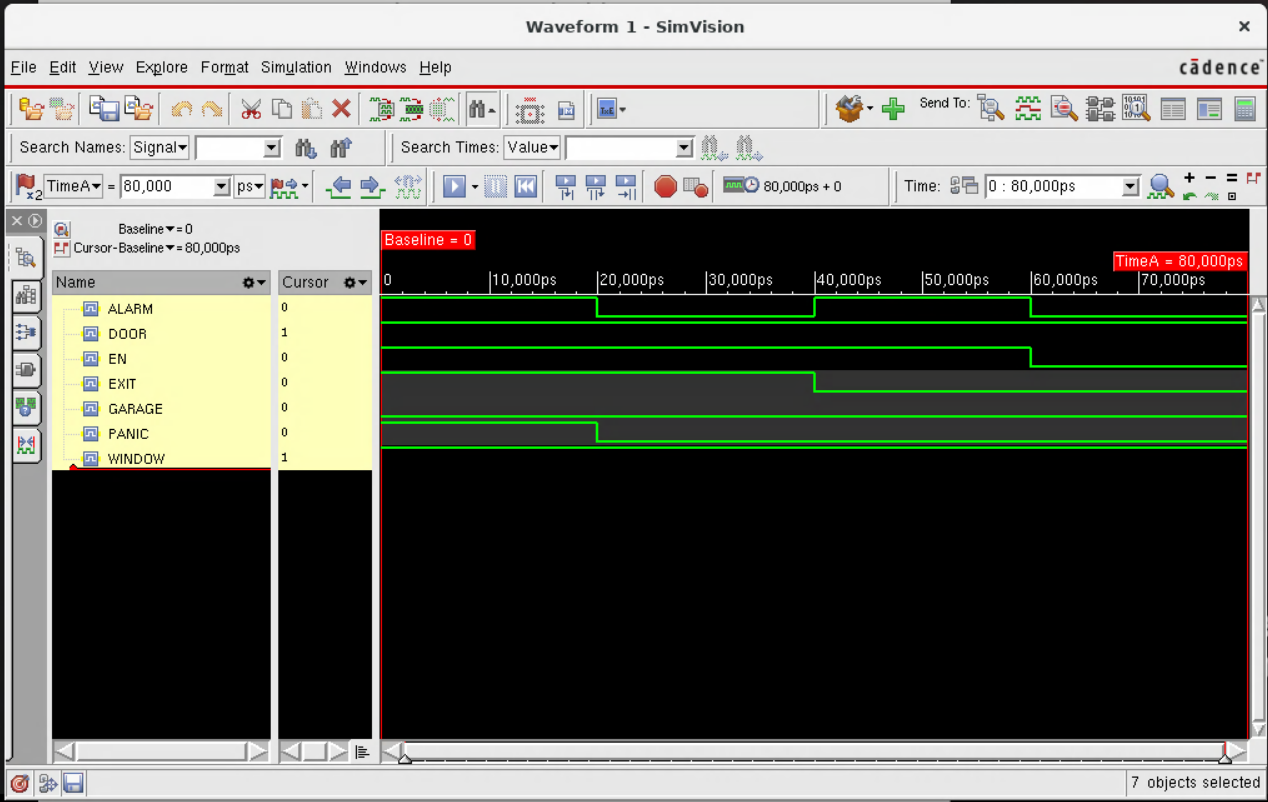 Waveform 1 - SimVision
File Edit View Explore Format Simulation Windows Help
cādence
Send To:
Search Names: Signal
Search Times: Value
x2 TimeA = 80,000 ps
80,000ps + 0
Time: 0 : 80,000ps
Baseline = 0
Cursor-Baseline = 80,000ps
Baseline = 0
TimeA = 80,000ps
Name Cursor
0 10,000ps 20,000ps 30,000ps 40,000ps 50,000ps 60,000ps 70,000ps
ALARM 0
DOOR 1
EN 0
EXIT 0
GARAGE 0
PANIC 0
WINDOW 1
7 objects selected